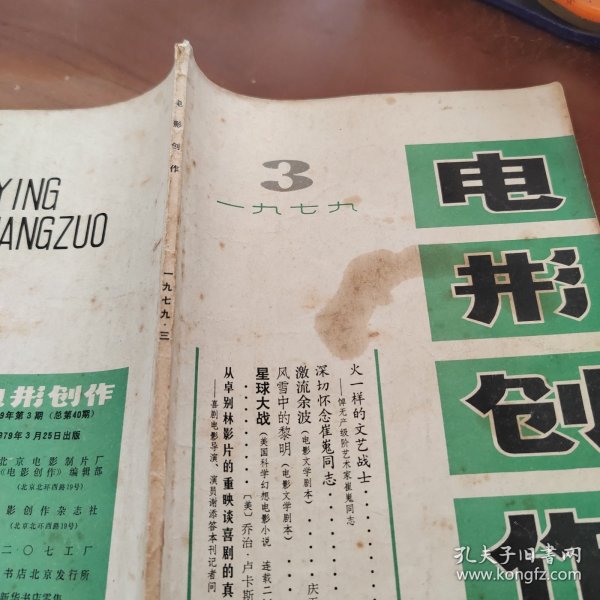 YING
ANGZUO
电影创作
9年第3期(总第40期)
979年3月25日出版
北京电影制片厂
《电影创作》编辑部
(北京北环西路19号)
影创作杂志社
(北京北环西路19号)
二〇七工厂
书店北京发行所
新华书店零售
电影创作
一九七九·三
3
一九七九
电影创作
火一样的文艺战士
——悼无产级阶艺术家崔嵬同志
深切怀念崔嵬同志
激流余波(电影文学剧本)
风雪中的黎明(电影文学剧本)
星球大战(美国科学幻想电影小说 连载二
〔美〕乔治·卢卡斯
从卓别林影片的重映谈喜剧的真
——喜剧电影导演、演员谢添答本刊记者问
孔夫子旧书网
www.kongfz.com